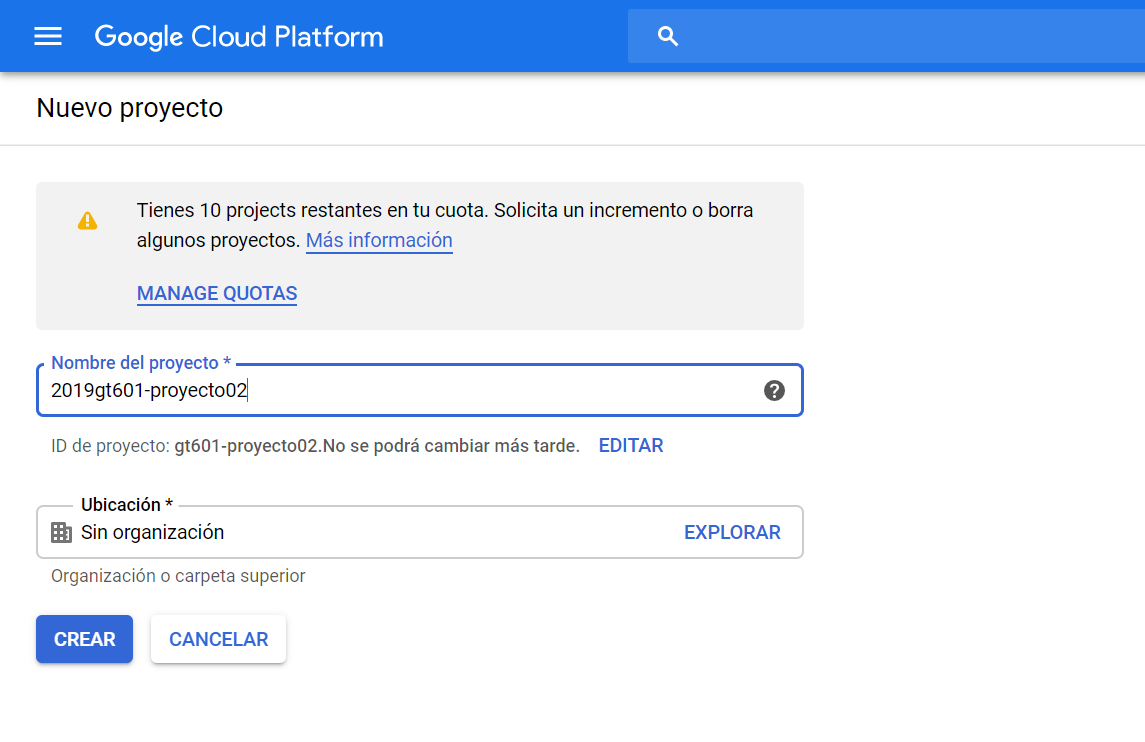 Google Cloud Platform
Nuevo proyecto
Tienes 10 projects restantes en tu cuota. Solicita un incremento o borra
algunos proyectos. Más información
MANAGE QUOTAS
Nombre del proyecto *
2019gt601-proyecto02
ID de proyecto: gt601-proyecto02.No se podrá cambiar más tarde. EDITAR
Ubicación *
Sin organización EXPLORAR
Organización o carpeta superior
CREAR CANCELAR